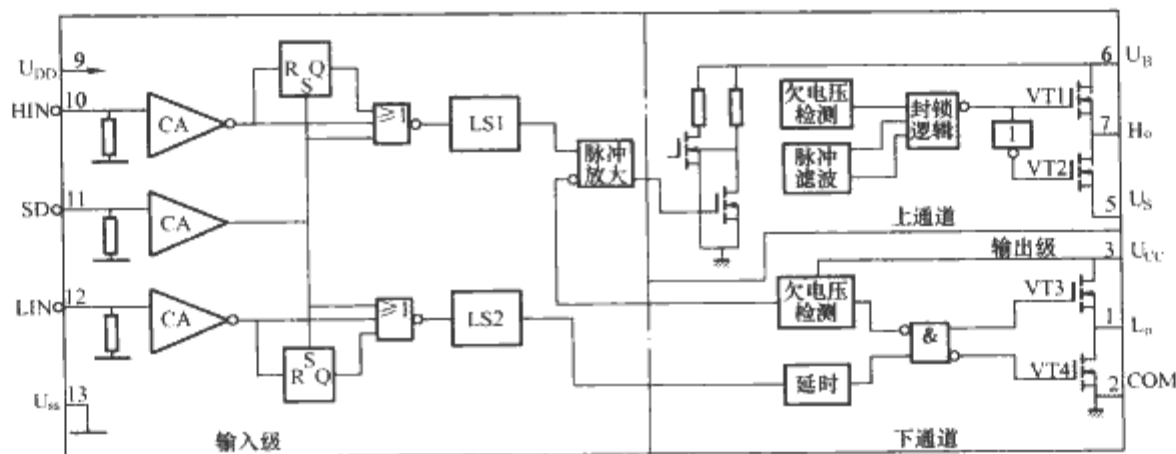 U_DD 9
HIN 10
CA
R S Q
≥1
LS1
SD 11
CA
LIN 12
CA
R S Q
≥1
LS2
U_ss 13
输入级
脉冲
放大
欠电压
检测
脉冲
滤波
封锁
逻辑
1
VT1
VT2
6 U_B
7 H_o
5 U_S
上通道
输出级
3 U_CC
欠电压
检测
&
延时
VT3
VT4
1 L_o
2 COM
下通道